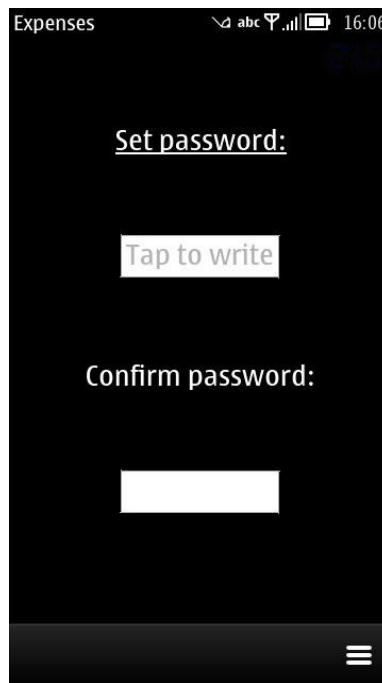 Expenses abc 16:06
Set password:
Tap to write
Confirm password: